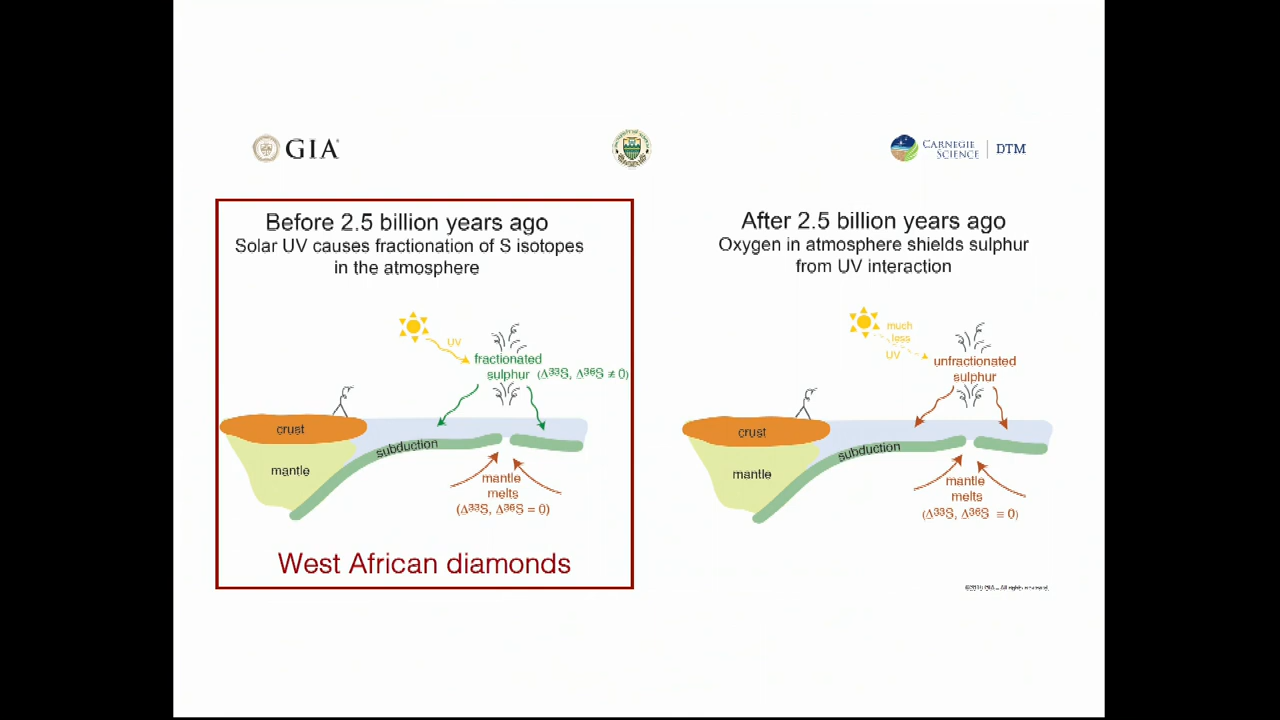 GIA
CARNEGIE
SCIENCE
DTM
Before 2.5 billion years ago
Solar UV causes fractionation of S isotopes
in the atmosphere
UV
fractionated
sulphur (Δ³³S, Δ³⁶S ≠ 0)
crust
subduction
mantle
mantle
melts
(Δ³³S, Δ³⁶S = 0)
West African diamonds
After 2.5 billion years ago
Oxygen in atmosphere shields sulphur
from UV interaction
much
less
UV
unfractionated
sulphur
crust
subduction
mantle
mantle
melts
(Δ³³S, Δ³⁶S = 0)